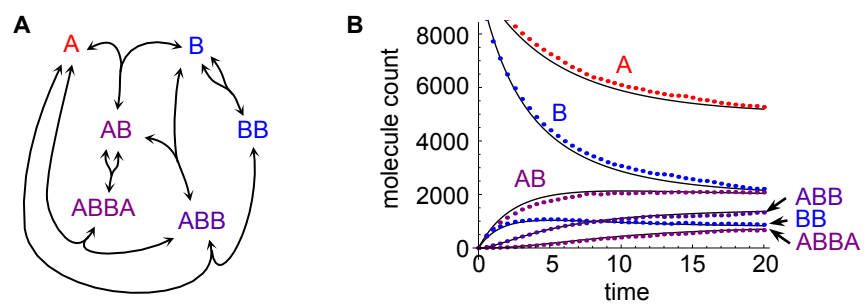 A
A
B
AB
BB
ABBA
ABB
B
molecule count
8000
6000
4000
2000
0
A
B
AB
ABB
BB
ABBA
0
5
10
15
20
time